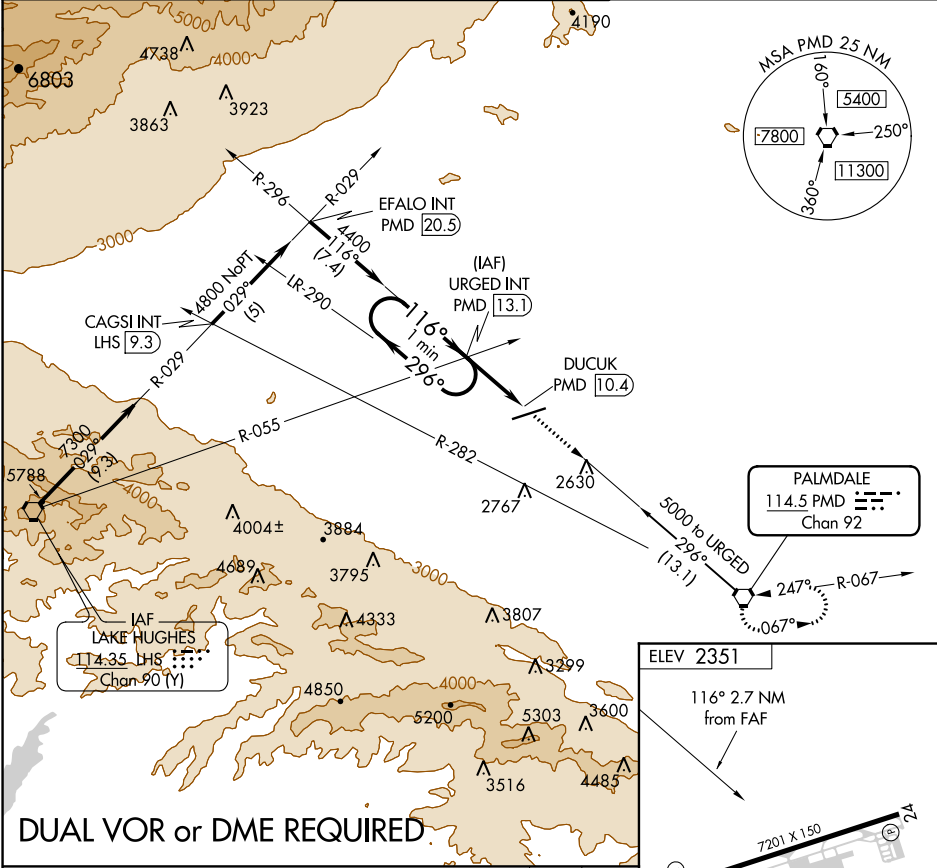 5000
4738
4000
6803
3863
3923
4190
MSA PMD 25 NM
190°
5400
7800
250°
11300
360°
R-296
R-029
EFALO INT
PMD 20.5
3000
4400
116°
(7.4)
(IAF)
URGED INT
PMD 13.1
4800 NoPT
029°
(5)
LR-290
CAGSI INT
LHS 9.3
116°
1 min
296°
DUCUK
PMD 10.4
R-029
R-055
R-282
7300
029°
(9.3)
5788
4000
2630
2767
5000 to URGED
296°
(13.1)
PALMDALE
114.5 PMD
Chan 92
4004±
3884
4689
3795
3000
247°
R-067
067°
IAF
LAKE HUGHES
114.35 LHS
Chan 90 (Y)
4333
3807
3299
4850
4000
5200
5303
3600
3516
4485
ELEV 2351
116° 2.7 NM
from FAF
7201 X 150
24
P
DUAL VOR or DME REQUIRED